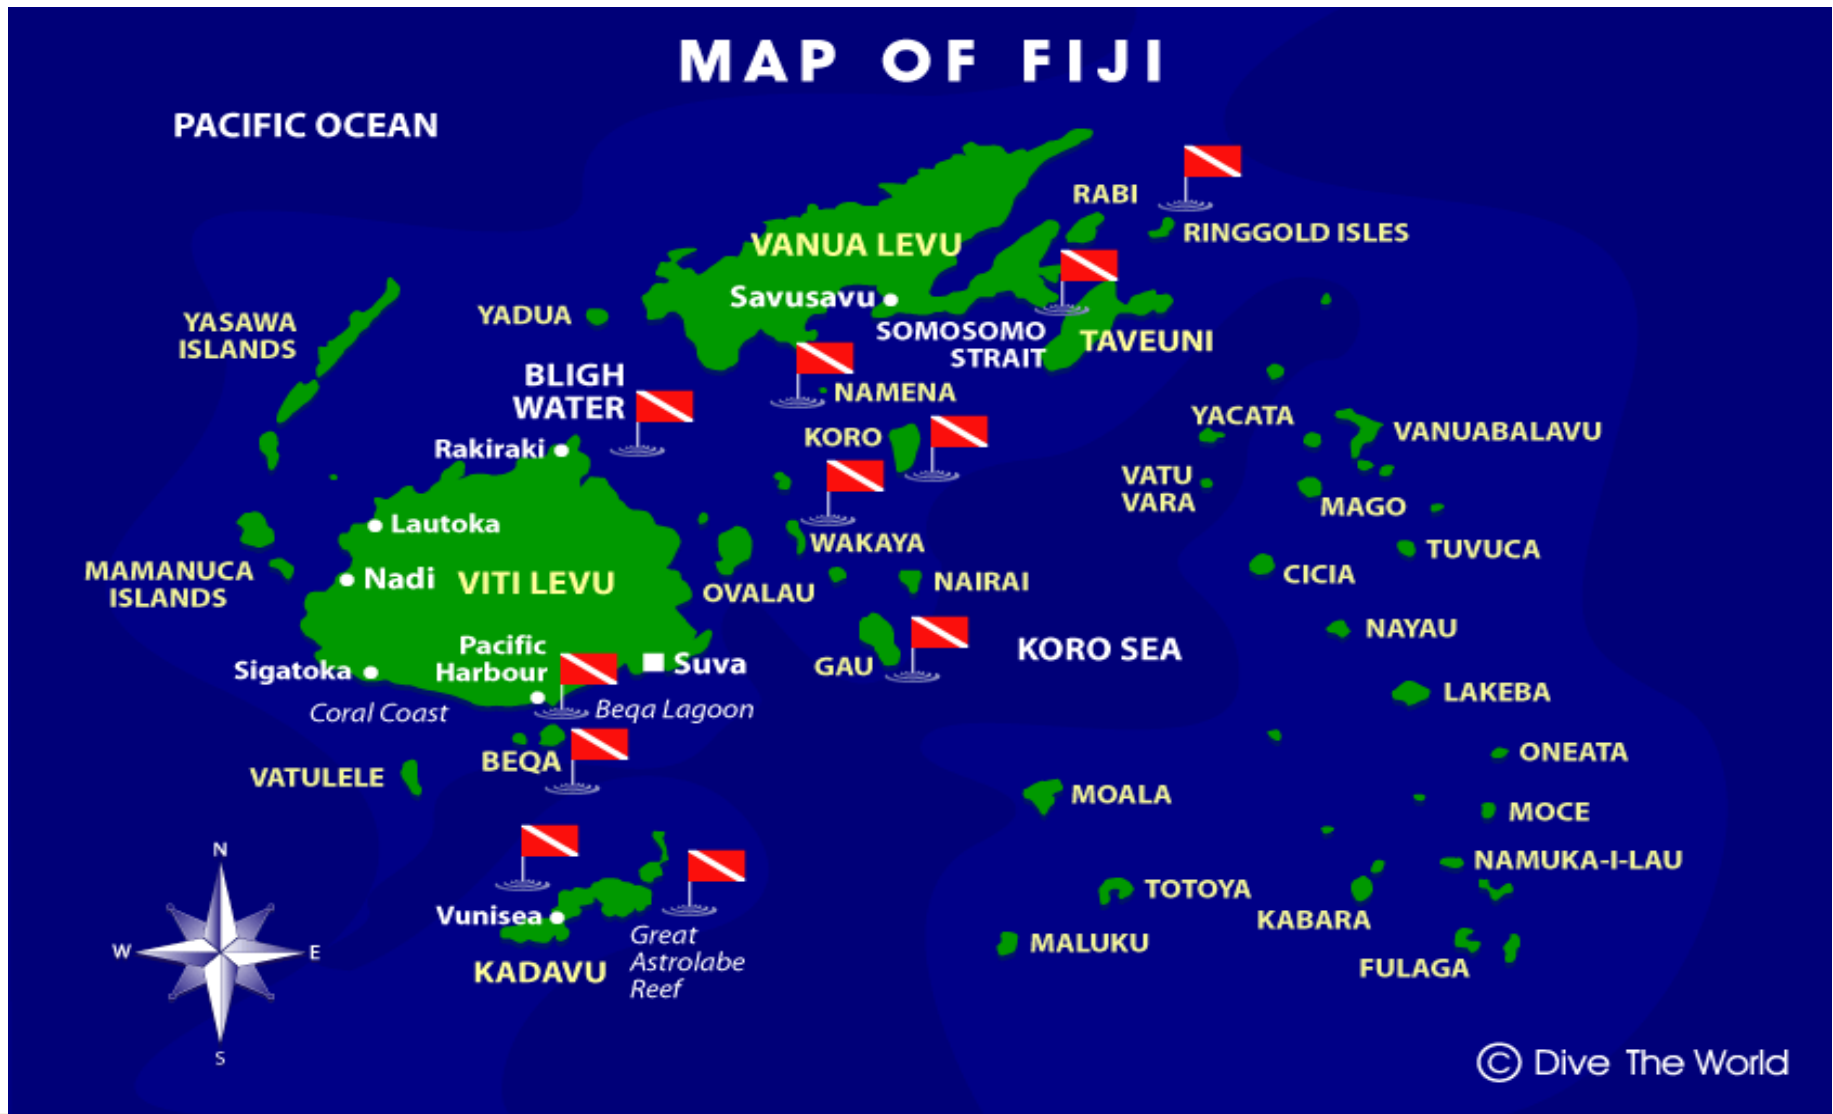 MAP OF FIJI
PACIFIC OCEAN
RABI
RINGGOLD ISLES
VANUA LEVU
Savusavu
YADUA
YASAWA
ISLANDS
SOMOSOMO
STRAIT
TAVEUNI
BLIGH
WATER
NAMENA
KORO
YACATA
VANUABALAVU
Rakiraki
VATU
VARA
MAGO
Lautoka
WAKAYA
TUVUCA
MAMANUCA
ISLANDS
Nadi
VITI LEVU
OVALAU
NAIRAI
CICIA
NAYAU
Pacific
Harbour
Suva
GAU
KORO SEA
Sigatoka
Coral Coast
Beqa Lagoon
LAKEBA
BEQA
VATULELE
ONEATA
MOALA
MOCE
NAMUKA-I-LAU
TOTOYA
KABARA
Vunisea
Great
Astrolabe
Reef
MALUKU
FULAGA
KADAVU
N
W
E
S
© Dive The World